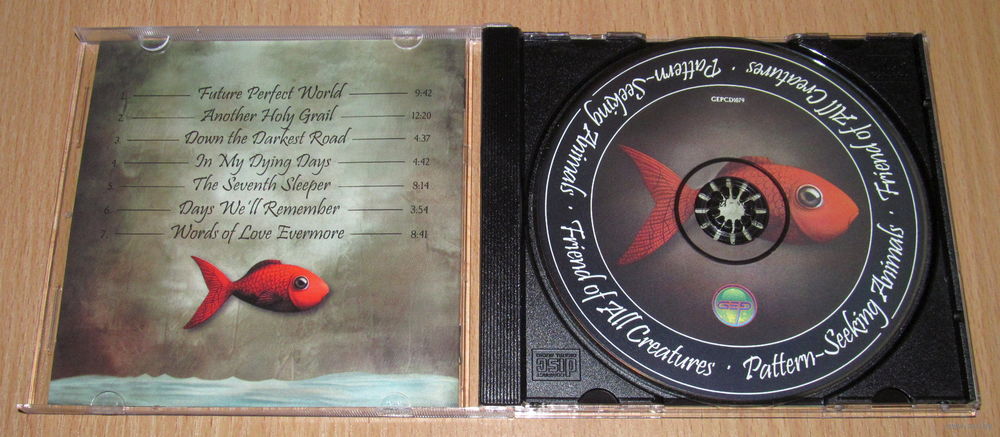 1. Future Perfect World 9:42
2. Another Holy Grail 12:20
3. Down the Darkest Road 4:37
4. In My Dying Days 4:42
5. The Seventh Sleeper 8:14
6. Days We'll Remember 3:54
7. Words of Love Evermore 8:41
GEPCD1079
Pattern-Seeking Animals · Friend of All Creatures · Pattern-Seeking Animals · Friend of All Creatures ·
GEP
disc